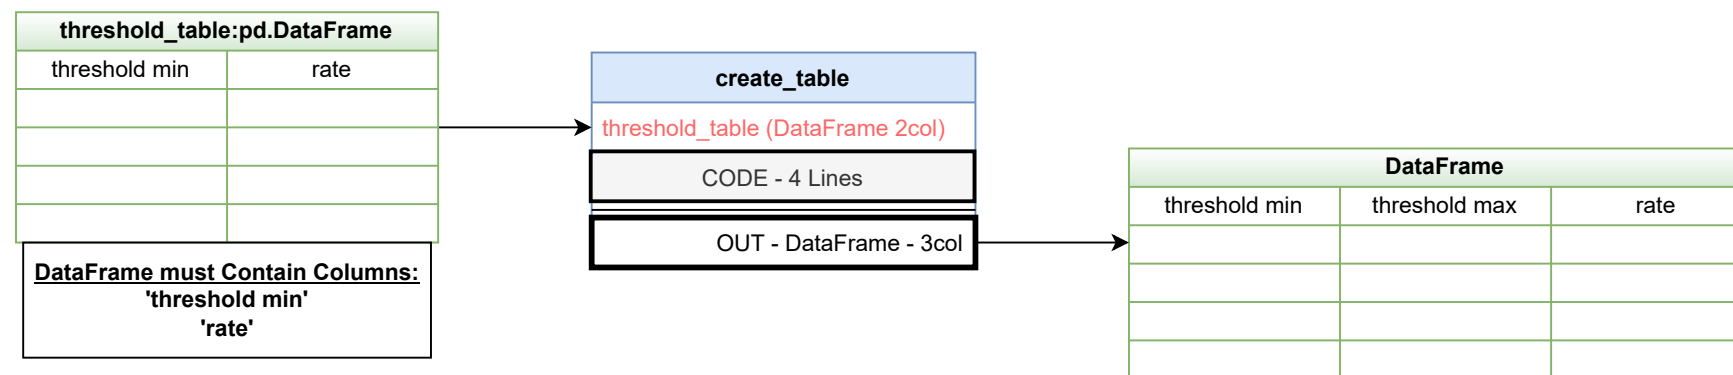 threshold_table:pd.DataFrame
threshold min rate
DataFrame must Contain Columns:
'threshold min'
'rate'
create_table
threshold_table (DataFrame 2col)
CODE - 4 Lines
OUT - DataFrame - 3col
DataFrame
threshold min threshold max rate